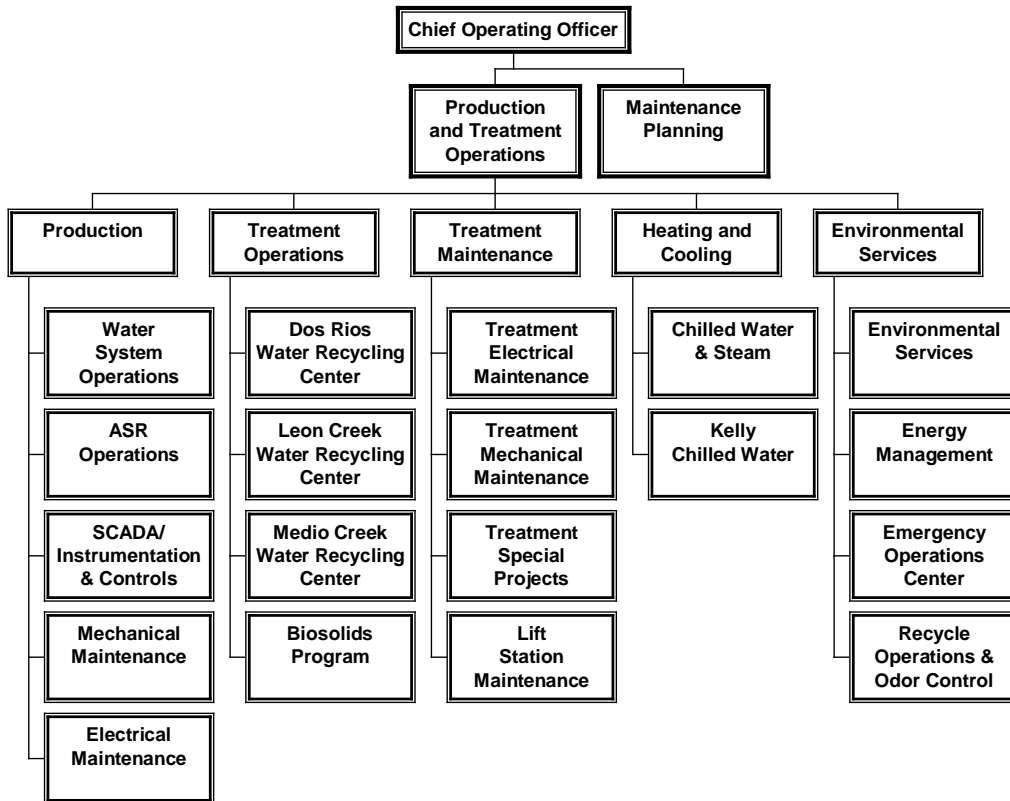 Chief Operating Officer
Production
and Treatment
Operations
Maintenance
Planning
Production
Treatment
Operations
Treatment
Maintenance
Heating and
Cooling
Environmental
Services
Water
System
Operations
ASR
Operations
SCADA/
Instrumentation
& Controls
Mechanical
Maintenance
Electrical
Maintenance
Dos Rios
Water Recycling
Center
Leon Creek
Water Recycling
Center
Medio Creek
Water Recycling
Center
Biosolids
Program
Treatment
Electrical
Maintenance
Treatment
Mechanical
Maintenance
Treatment
Special
Projects
Lift
Station
Maintenance
Chilled Water
& Steam
Kelly
Chilled Water
Environmental
Services
Energy
Management
Emergency
Operations
Center
Recycle
Operations &
Odor Control